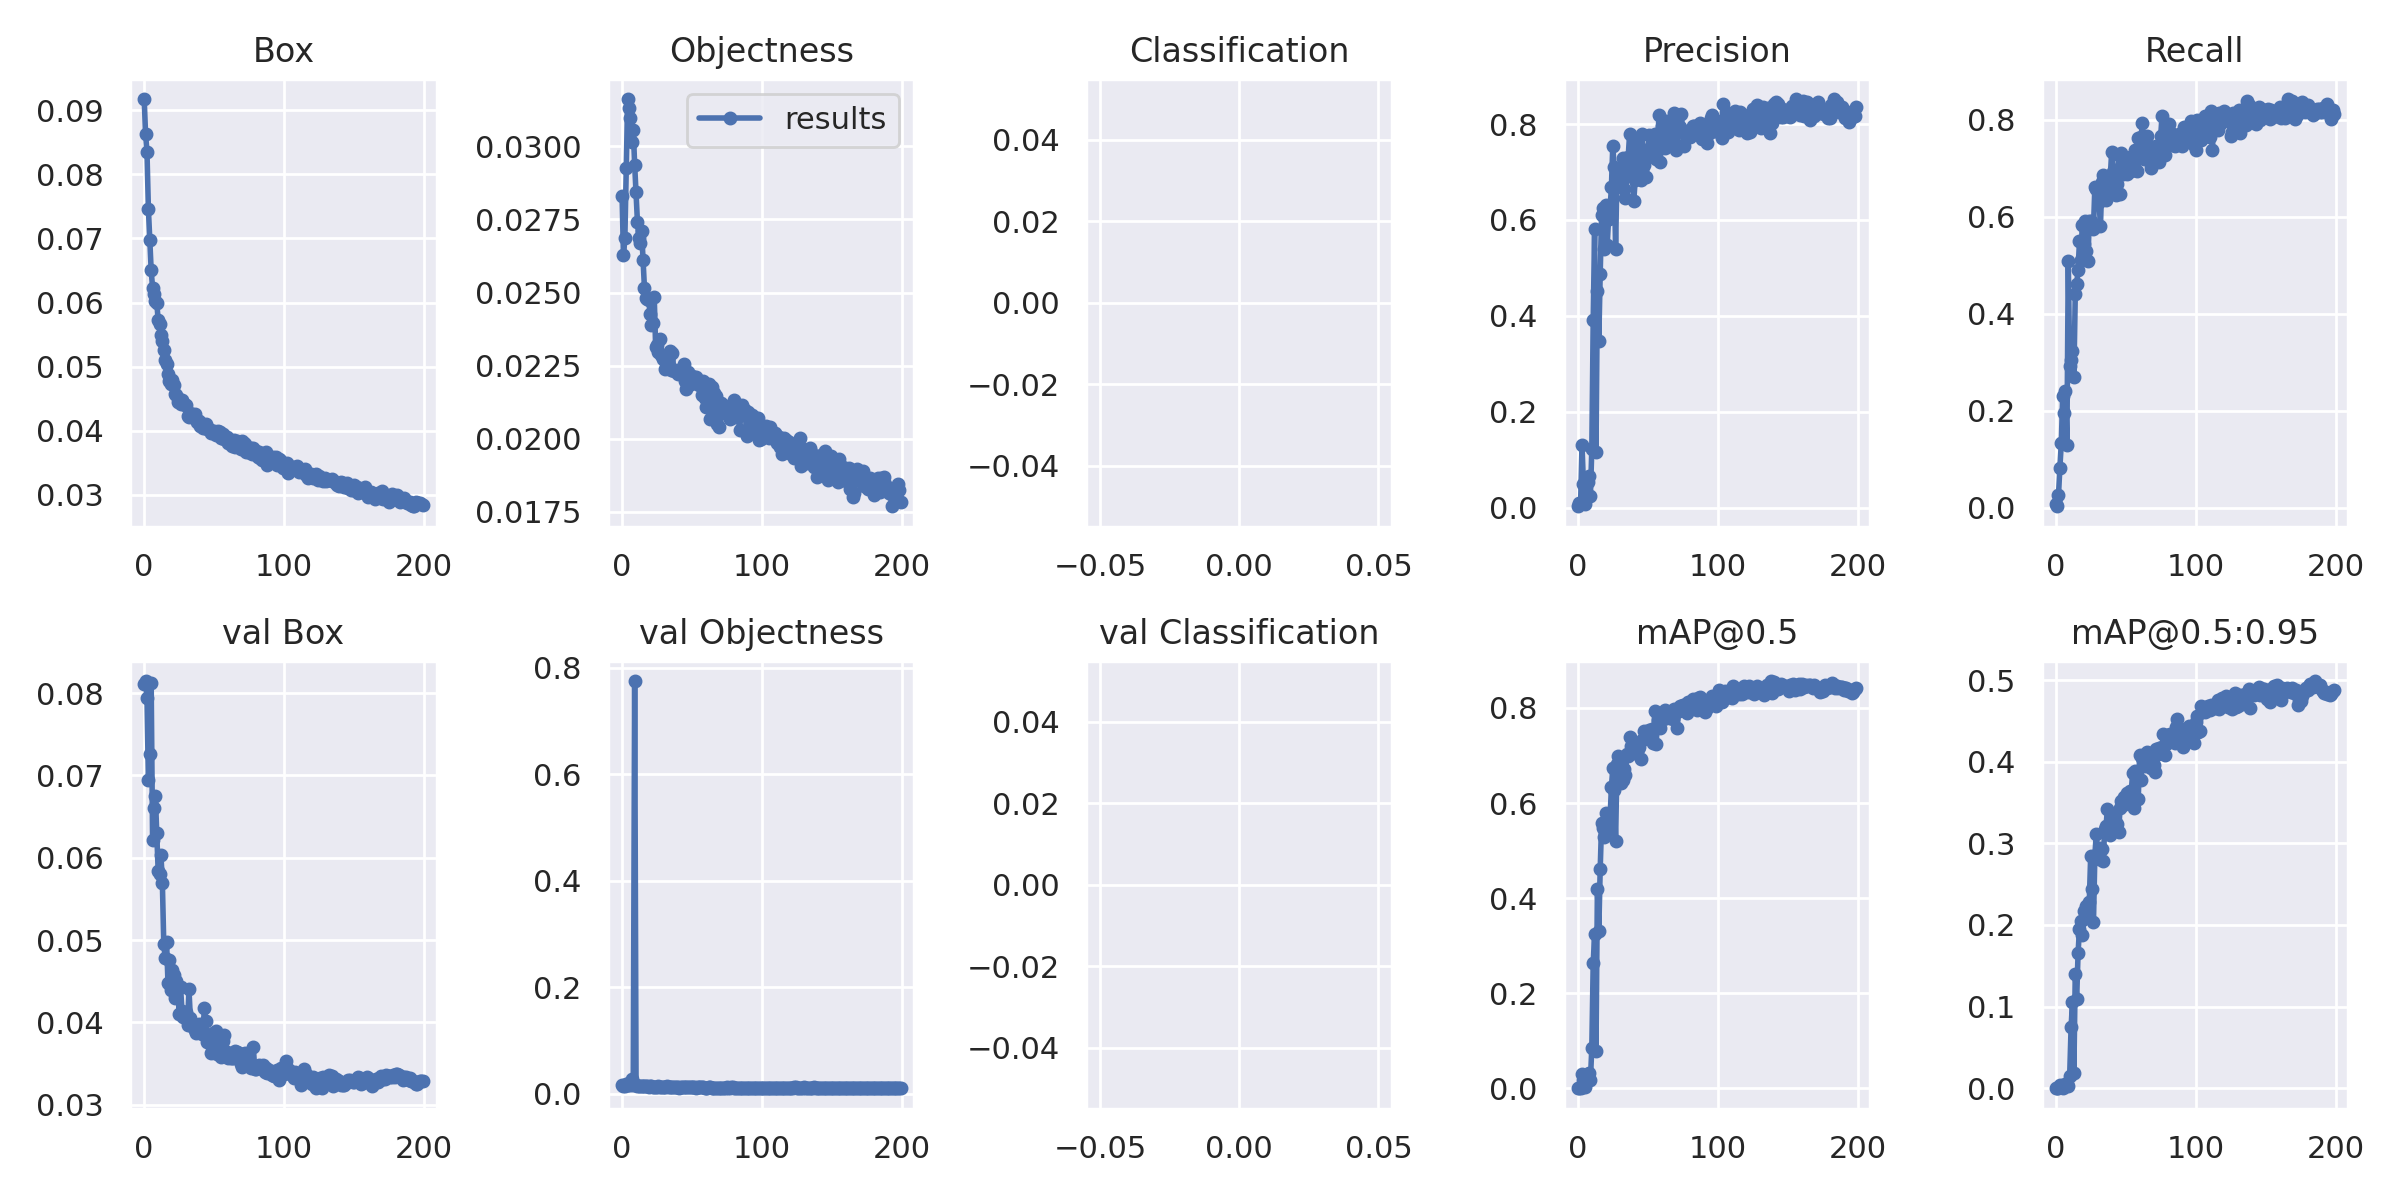 Box
Objectness
Classification
Precision
Recall
0.09
0.08
0.07
0.06
0.05
0.04
0.03
0 100 200
results
0.0300
0.0275
0.0250
0.0225
0.0200
0.0175
0 100 200
0.04
0.02
0.00
−0.02
−0.04
−0.05 0.00 0.05
0.8
0.6
0.4
0.2
0.0
0 100 200
0.8
0.6
0.4
0.2
0.0
0 100 200
val Box
val Objectness
val Classification
mAP@0.5
mAP@0.5:0.95
0.08
0.07
0.06
0.05
0.04
0.03
0 100 200
0.8
0.6
0.4
0.2
0.0
0 100 200
0.04
0.02
0.00
−0.02
−0.04
−0.05 0.00 0.05
0.8
0.6
0.4
0.2
0.0
0 100 200
0.5
0.4
0.3
0.2
0.1
0.0
0 100 200